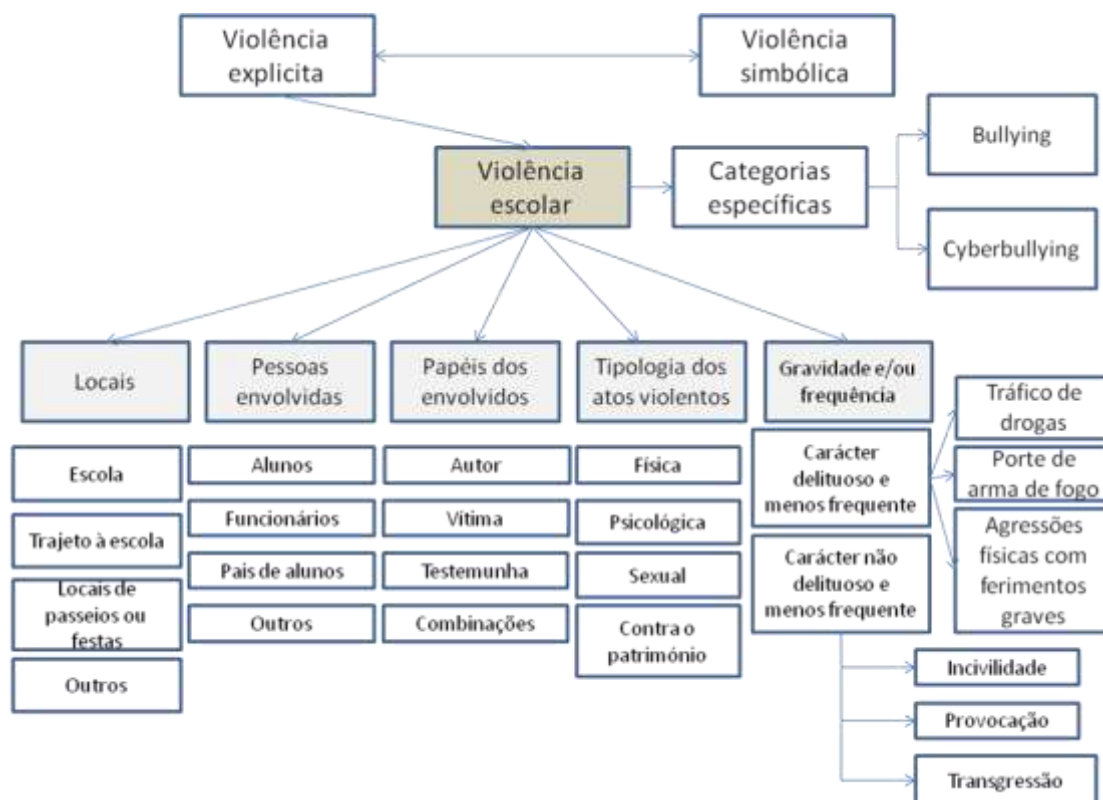 Violência
explicita
Violência
simbólica
Bullying
Violência
escolar
Categorias
específicas
Cyberbullying
Locais
Pessoas
envolvidas
Papéis dos
envolvidos
Tipologia dos
atos violentos
Gravidade e/ou
frequência
Escola
Trajeto à escola
Locais de
passeios ou
festas
Outros
Alunos
Funcionários
Pais de alunos
Outros
Autor
Vítima
Testemunha
Combinações
Física
Psicológica
Sexual
Contra o
património
Carácter
delituoso e
menos frequente
Carácter não
delituoso e
menos frequente
Tráfico de
drogas
Porte de
arma de fogo
Agressões
físicas com
ferimentos
graves
Incivilidade
Provocação
Transgressão